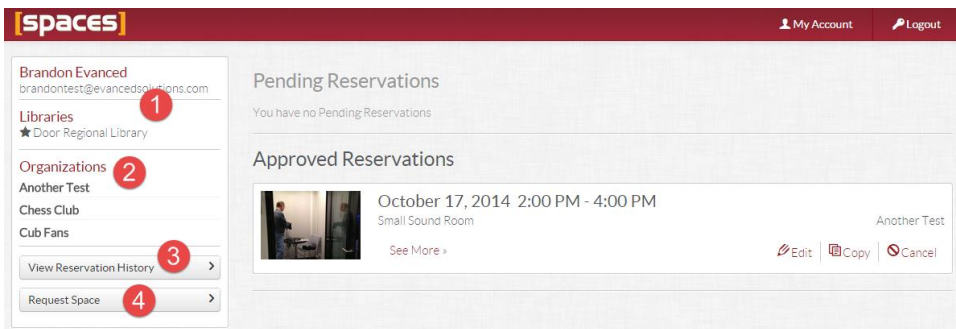 [spaces]
My Account
Logout
Brandon Evanced
brandontest@evancedsolutions.com
1
Libraries
Door Regional Library
Organizations
2
Another Test
Chess Club
Cub Fans
3
View Reservation History
Request Space
4
Pending Reservations
You have no Pending Reservations
Approved Reservations
October 17, 2014 2:00 PM - 4:00 PM
Small Sound Room
Another Test
See More »
Edit
Copy
Cancel